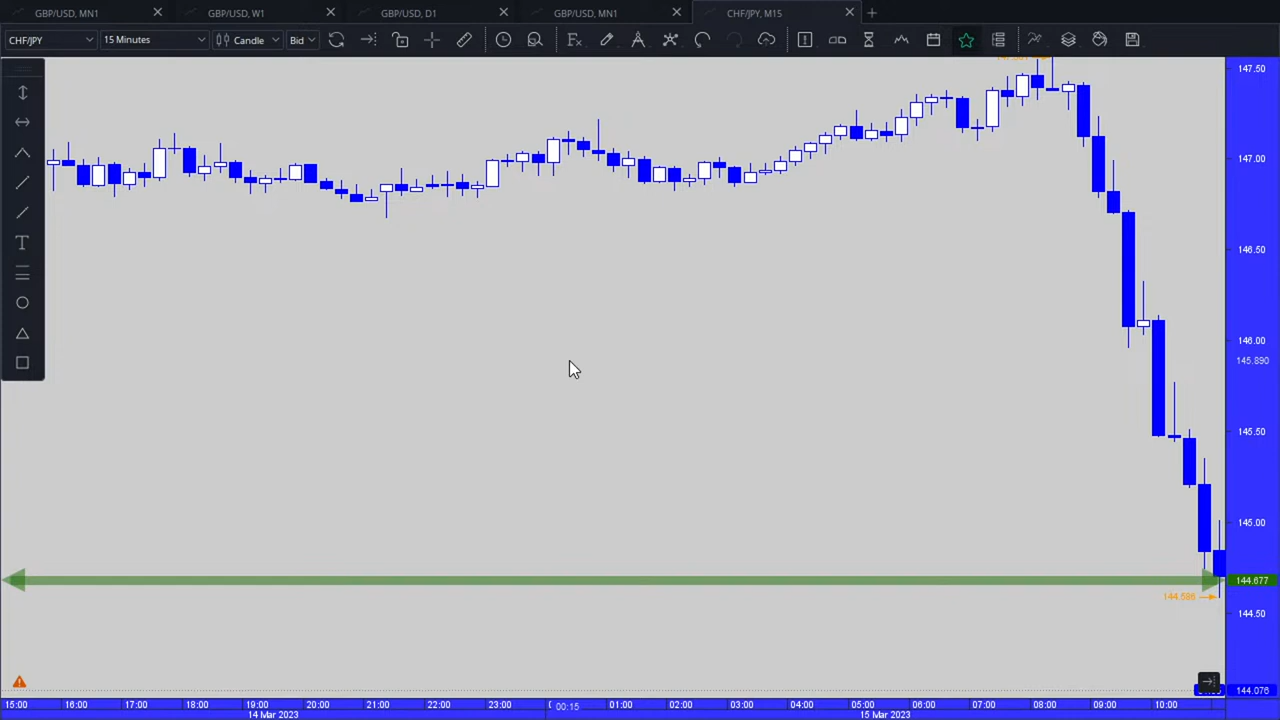 GBP/USD, MN1
GBP/USD, W1
GBP/USD, D1
GBP/USD, MN1
CHF/JPY, M15
CHF/JPY
15 Minutes
Candle
Bid
147.50
147.00
146.50
146.00
145.890
145.50
145.00
144.677
144.586
144.50
144.076
15:00
16:00
17:00
18:00
19:00
20:00
21:00
22:00
23:00
00:15
01:00
02:00
03:00
04:00
05:00
06:00
07:00
08:00
09:00
10:00
14 Mar 2023
15 Mar 2023